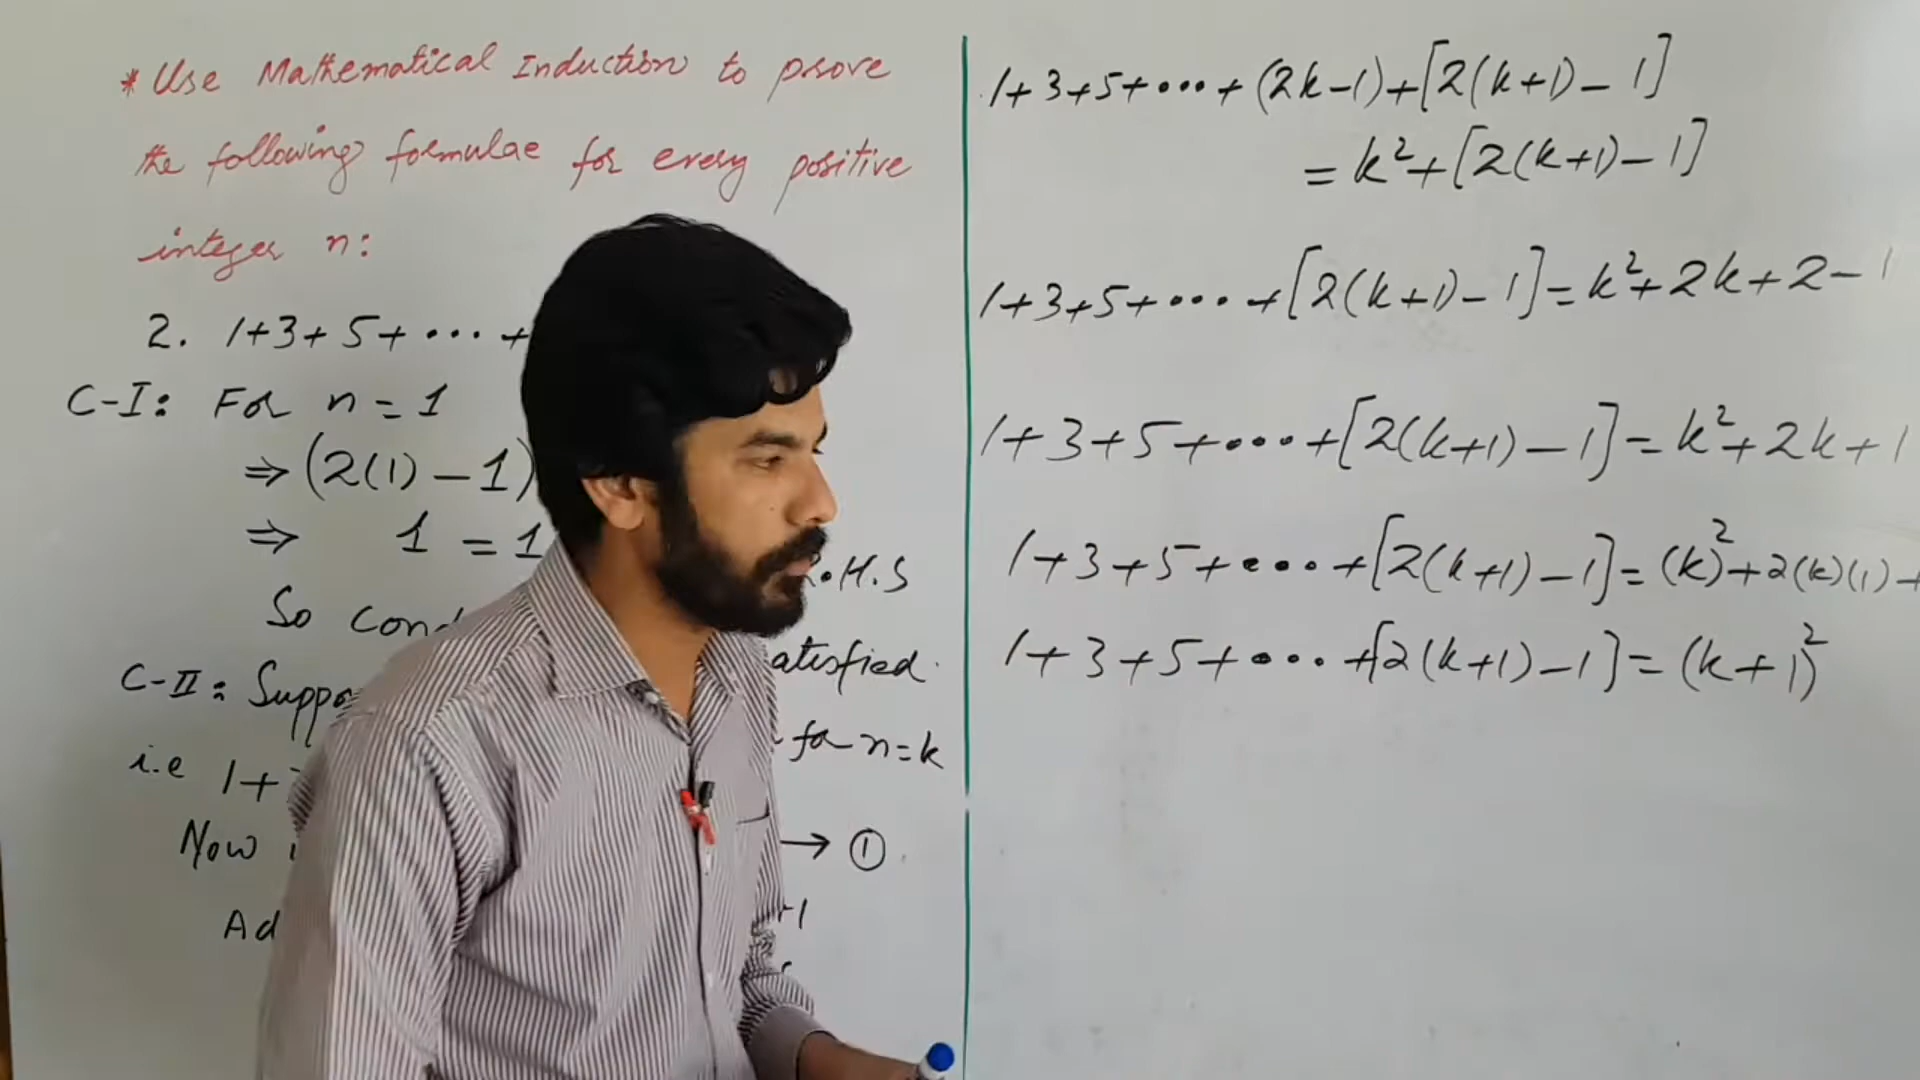 * Use Mathematical Induction to prove
the following formulae for every positive
integer n:
2. 1+3+5+...+
C-I: For n = 1
⇒ (2(1) - 1)
⇒ 1 = 1
R.H.S
So
C-II: 
for n=k
i.e 1+
Now
→ ①
+1
1+3+5+...+(2k-1)+[2(k+1)-1]
= k²+[2(k+1)-1]
1+3+5+...+[2(k+1)-1]=k²+2k+2-1
1+3+5+...+[2(k+1)-1]=k²+2k+1
1+3+5+...+[2(k+1)-1]=(k)²+2(k)(1)+
1+3+5+...+[2(k+1)-1]=(k+1)²